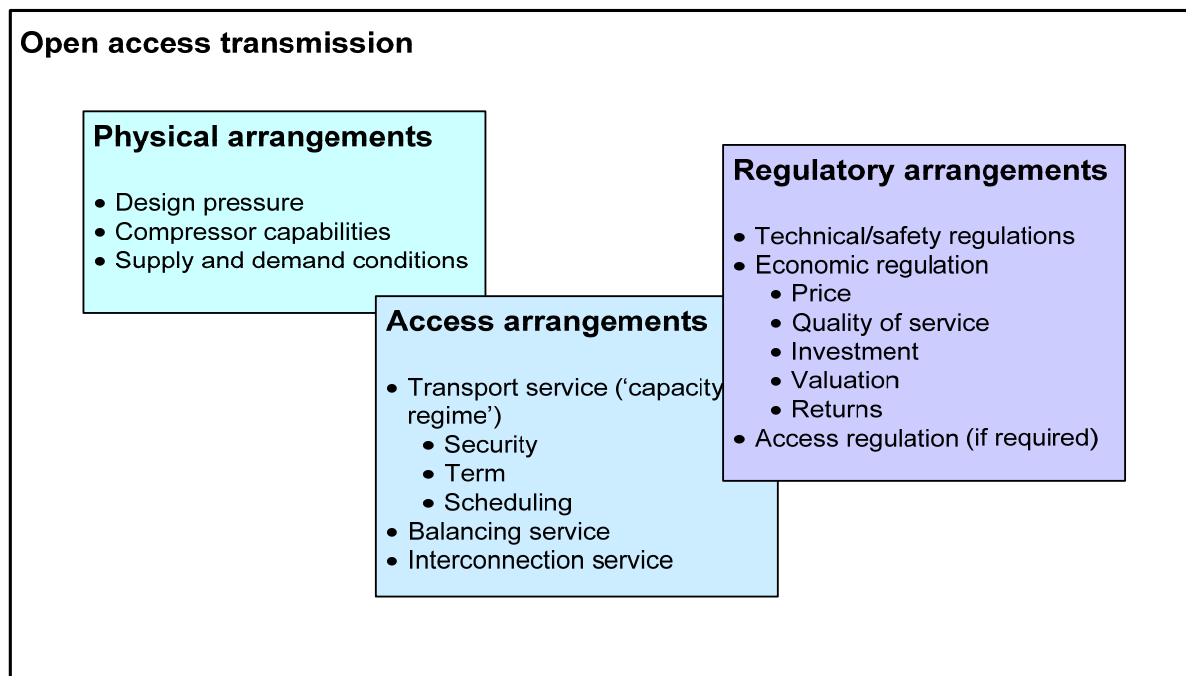 Open access transmission
Physical arrangements
• Design pressure
• Compressor capabilities
• Supply and demand conditions
Access arrangements
• Transport service (‘capacity
regime’)
• Security
• Term
• Scheduling
• Balancing service
• Interconnection service
Regulatory arrangements
• Technical/safety regulations
• Economic regulation
• Price
• Quality of service
• Investment
• Valuation
• Returns
• Access regulation (if required)